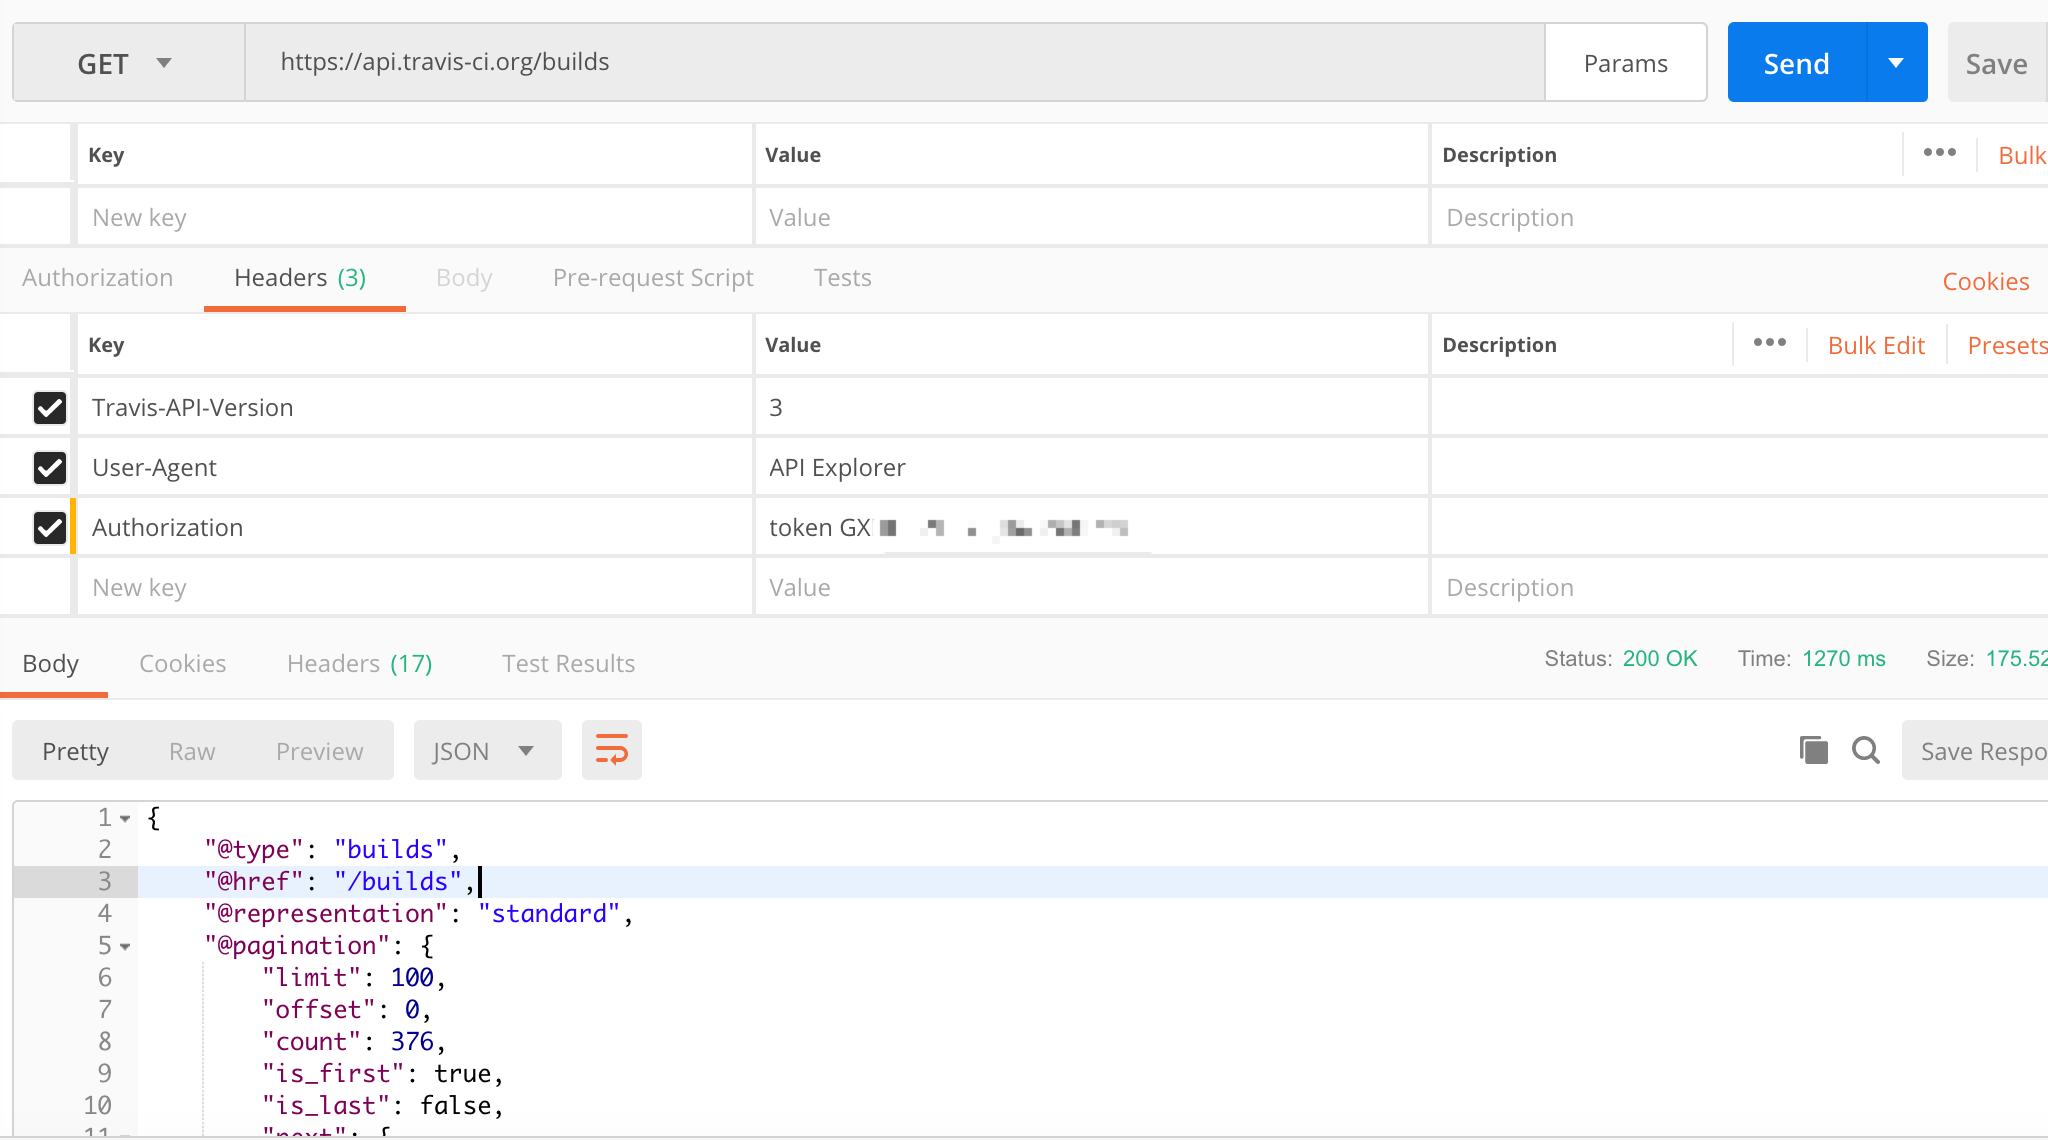 GET https://api.travis-ci.org/builds Params Send Save
Key Value Description ••• Bulk
New key Value Description
Authorization Headers (3) Body Pre-request Script Tests Cookies
Key Value Description ••• Bulk Edit Presets
Travis-API-Version 3
User-Agent API Explorer
Authorization token GX
New key Value Description
Body Cookies Headers (17) Test Results Status: 200 OK Time: 1270 ms Size: 175.52
Pretty Raw Preview JSON Save Respo
1 {
2 "@type": "builds",
3 "@href": "/builds",
4 "@representation": "standard",
5 "@pagination": {
6 "limit": 100,
7 "offset": 0,
8 "count": 376,
9 "is_first": true,
10 "is_last": false,
11 "next": {